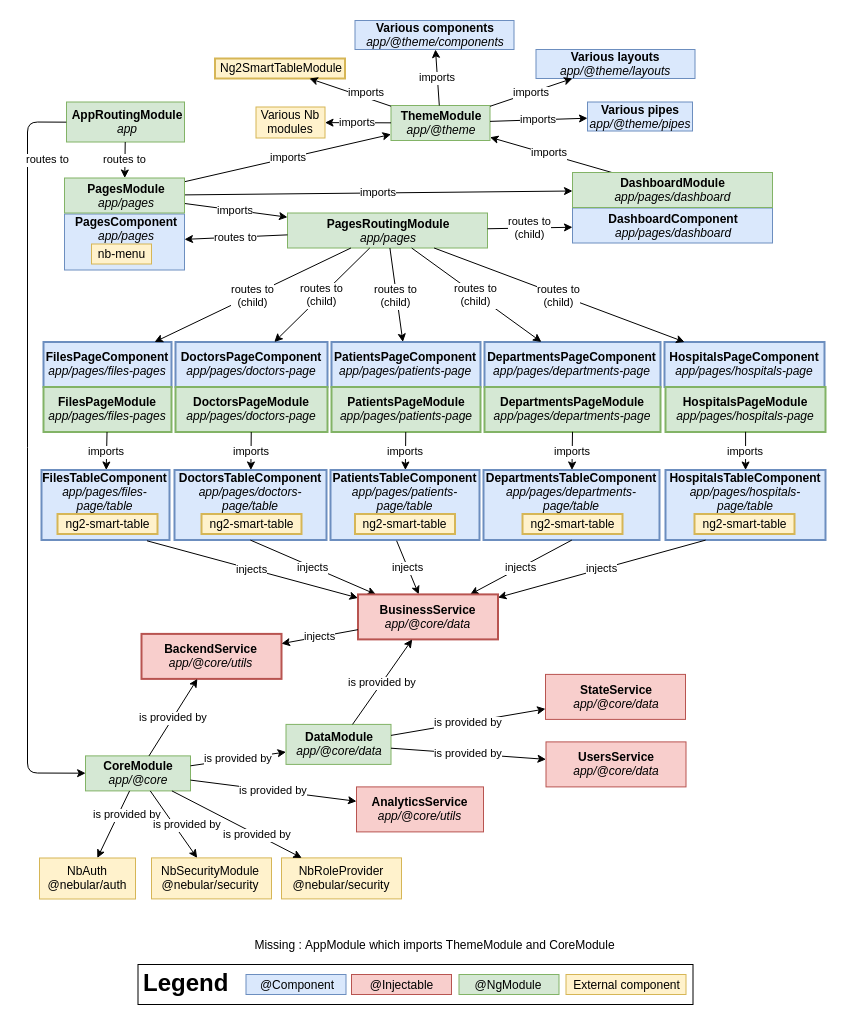 Various components
app/@theme/components
Ng2SmartTableModule
Various layouts
app/@theme/layouts
imports
imports
imports
AppRoutingModule
app
Various Nb
modules
imports
ThemeModule
app/@theme
imports
Various pipes
app/@theme/pipes
routes to
routes to
imports
imports
PagesModule
app/pages
imports
DashboardModule
app/pages/dashboard
imports
PagesComponent
app/pages
nb-menu
routes to
PagesRoutingModule
app/pages
routes to
(child)
DashboardComponent
app/pages/dashboard
routes to
(child)
routes to
(child)
routes to
(child)
routes to
(child)
routes to
(child)
FilesPageComponent
app/pages/files-pages
DoctorsPageComponent
app/pages/doctors-page
PatientsPageComponent
app/pages/patients-page
DepartmentsPageComponent
app/pages/departments-page
HospitalsPageComponent
app/pages/hospitals-page
FilesPageModule
app/pages/files-pages
DoctorsPageModule
app/pages/doctors-page
PatientsPageModule
app/pages/patients-page
DepartmentsPageModule
app/pages/departments-page
HospitalsPageModule
app/pages/hospitals-page
imports
imports
imports
imports
imports
FilesTableComponent
app/pages/files-
page/table
ng2-smart-table
DoctorsTableComponent
app/pages/doctors-
page/table
ng2-smart-table
PatientsTableComponent
app/pages/patients-
page/table
ng2-smart-table
DepartmentsTableComponent
app/pages/departments-
page/table
ng2-smart-table
HospitalsTableComponent
app/pages/hospitals-
page/table
ng2-smart-table
injects
injects
injects
injects
injects
BusinessService
app/@core/data
injects
BackendService
app/@core/utils
is provided by
StateService
app/@core/data
is provided by
is provided by
DataModule
app/@core/data
is provided by
UsersService
app/@core/data
is provided by
CoreModule
app/@core
is provided by
AnalyticsService
app/@core/utils
is provided by
is provided by
is provided by
is provided by
NbAuth
@nebular/auth
NbSecurityModule
@nebular/security
NbRoleProvider
@nebular/security
Missing : AppModule which imports ThemeModule and CoreModule
Legend
@Component
@Injectable
@NgModule
External component